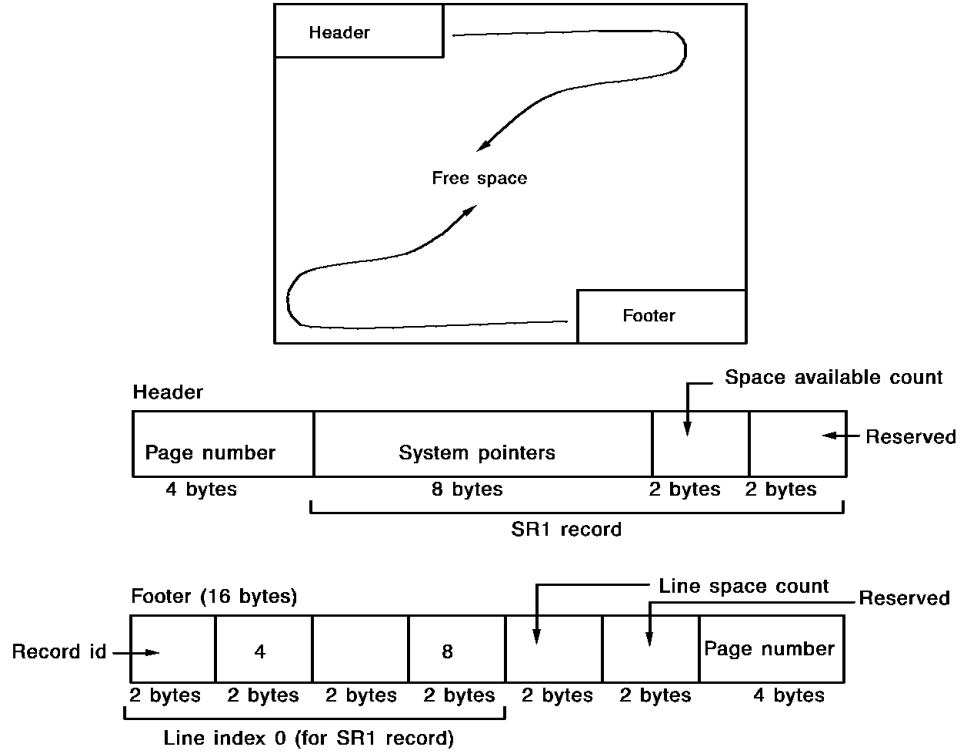 Header
Free space
Footer
Space available count
Header
Page number
System pointers
Reserved
4 bytes
8 bytes
2 bytes
2 bytes
SR1 record
Line space count
Footer (16 bytes)
Reserved
Record id
4
8
Page number
2 bytes
2 bytes
2 bytes
2 bytes
2 bytes
2 bytes
4 bytes
Line index 0 (for SR1 record)